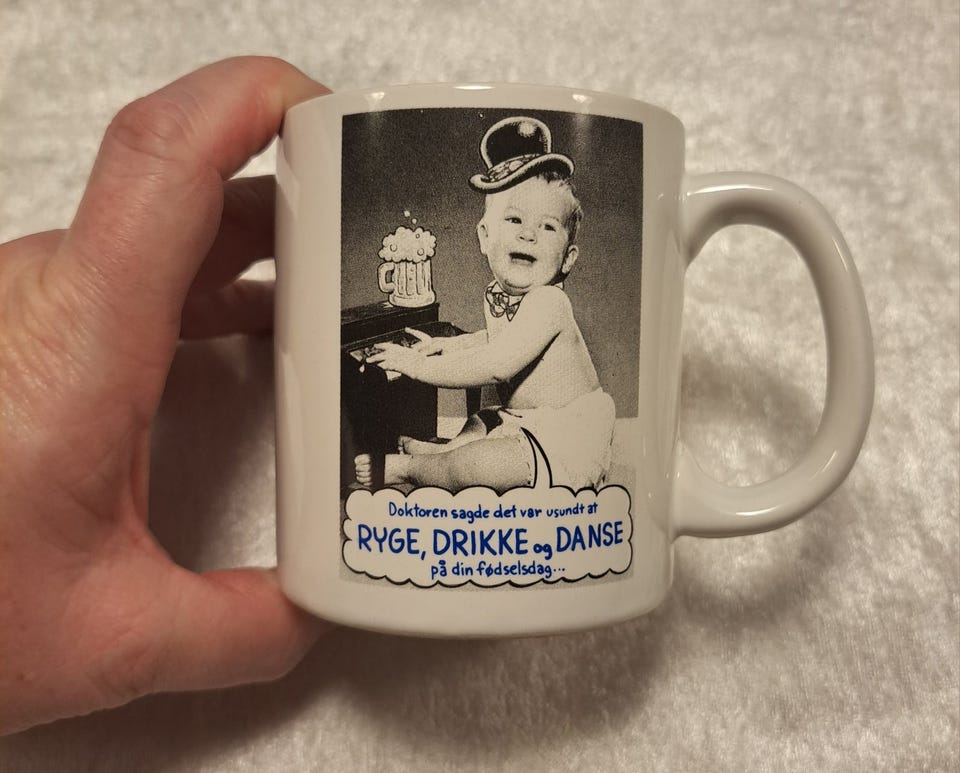 Doktoren sagde det var usundt at
RYGE, DRIKKE og DANSE
på din fødselsdag...